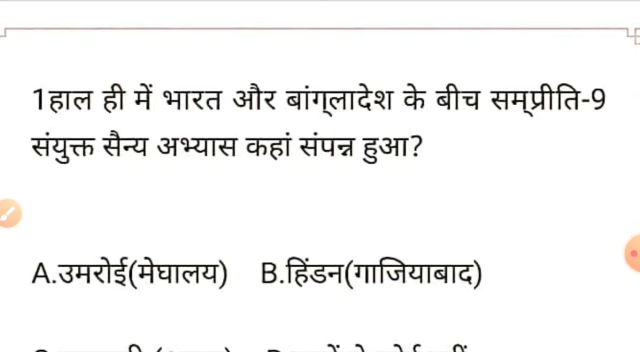 1हाल ही में भारत और बांग्लादेश के बीच सम्प्रीति-9
संयुक्त सैन्य अभ्यास कहां संपन्न हुआ?
A.उमरोई(मेघालय) B.हिंडन(गाजियाबाद)